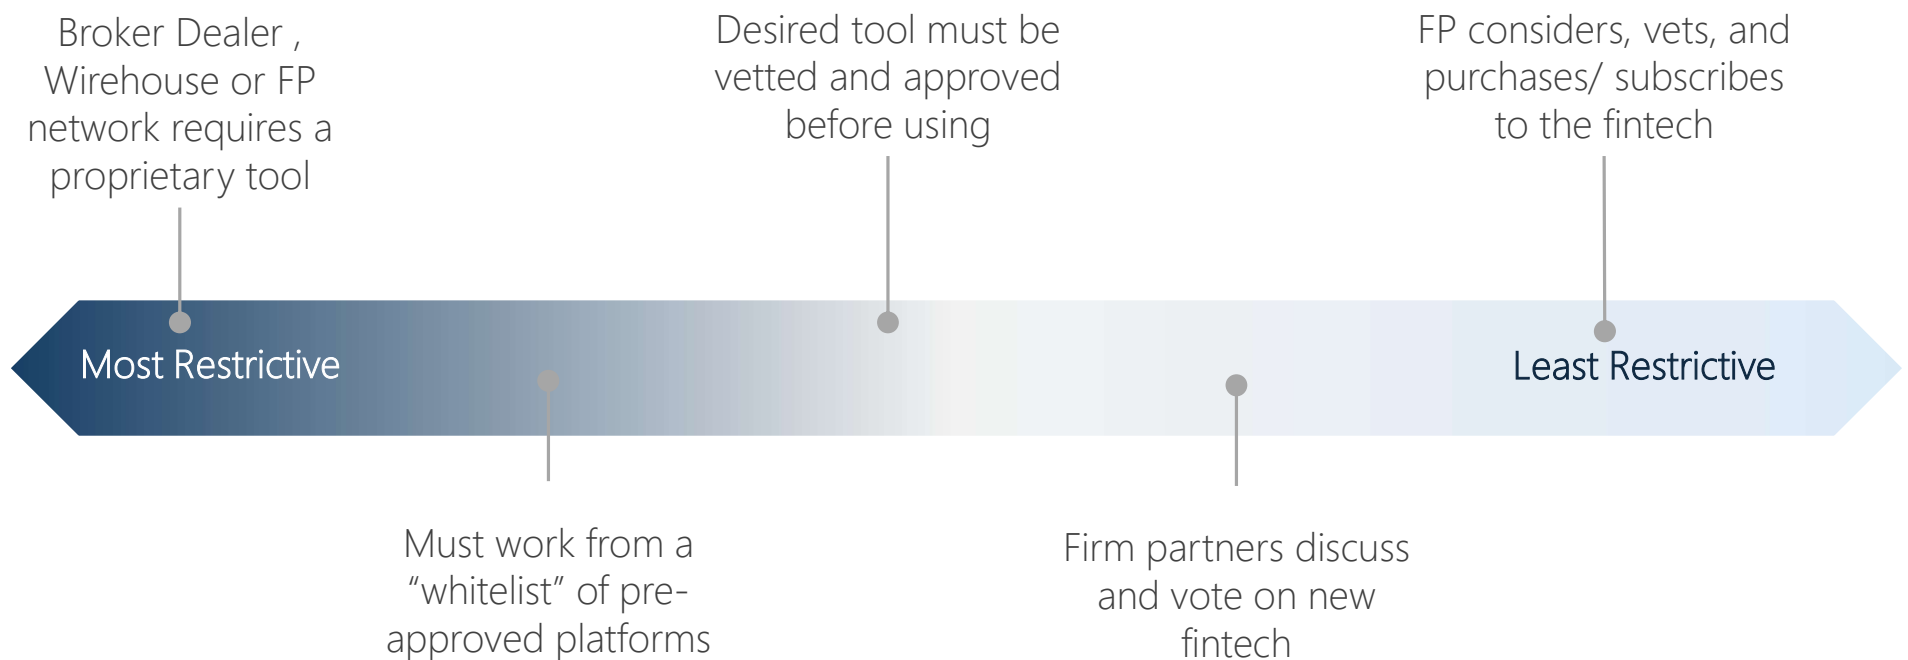 Broker Dealer ,
Wirehouse or FP
network requires a
proprietary tool
Desired tool must be
vetted and approved
before using
FP considers, vets, and
purchases/ subscribes
to the fintech
Most Restrictive
Least Restrictive
Must work from a
“whitelist” of pre-
approved platforms
Firm partners discuss
and vote on new
fintech